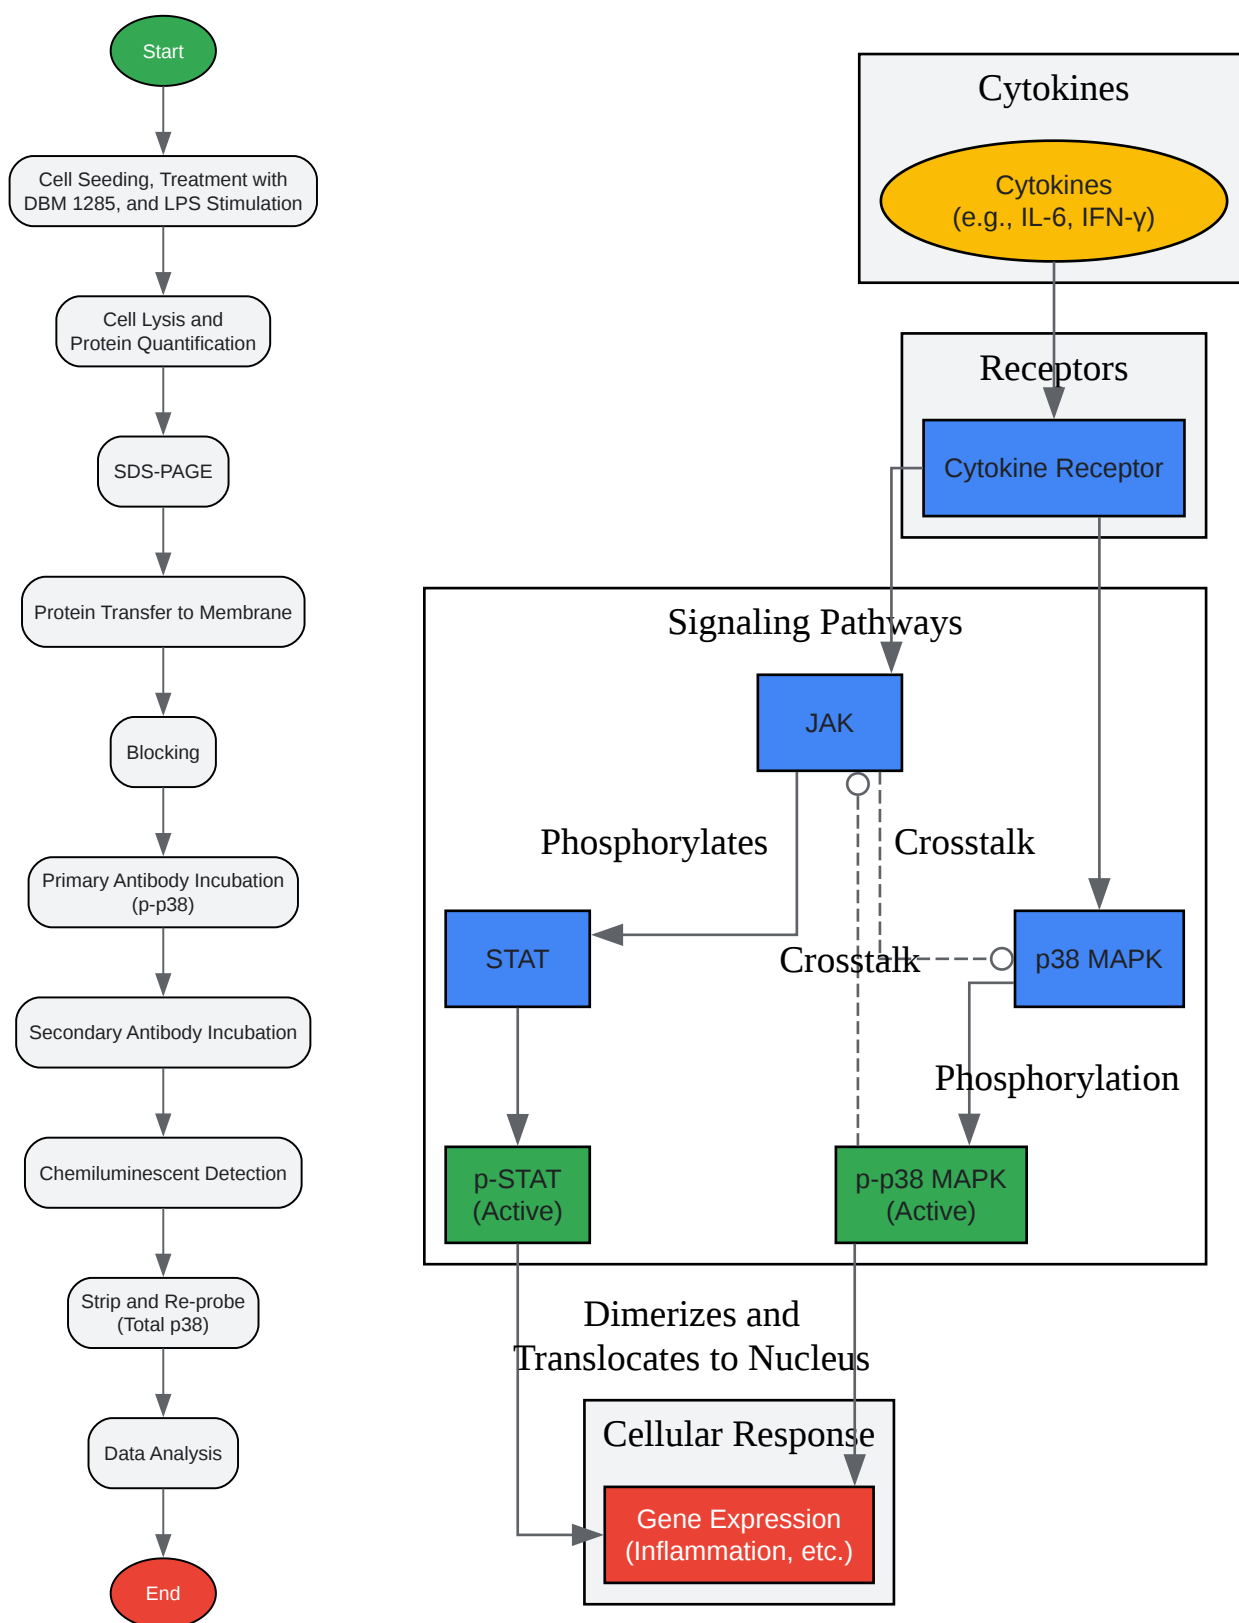 Start
Cell Seeding, Treatment with
DBM 1285, and LPS Stimulation
Cell Lysis and
Protein Quantification
SDS-PAGE
Protein Transfer to Membrane
Blocking
Primary Antibody Incubation
(p-p38)
Secondary Antibody Incubation
Chemiluminescent Detection
Strip and Re-probe
(Total p38)
Data Analysis
End
Cytokines
Cytokines
(e.g., IL-6, IFN-γ)
Receptors
Cytokine Receptor
Signaling Pathways
JAK
Phosphorylates
Crosstalk
STAT
Crosstalk
p38 MAPK
Phosphorylation
p-STAT
(Active)
p-p38 MAPK
(Active)
Dimerizes and
Translocates to Nucleus
Cellular Response
Gene Expression
(Inflammation, etc.)